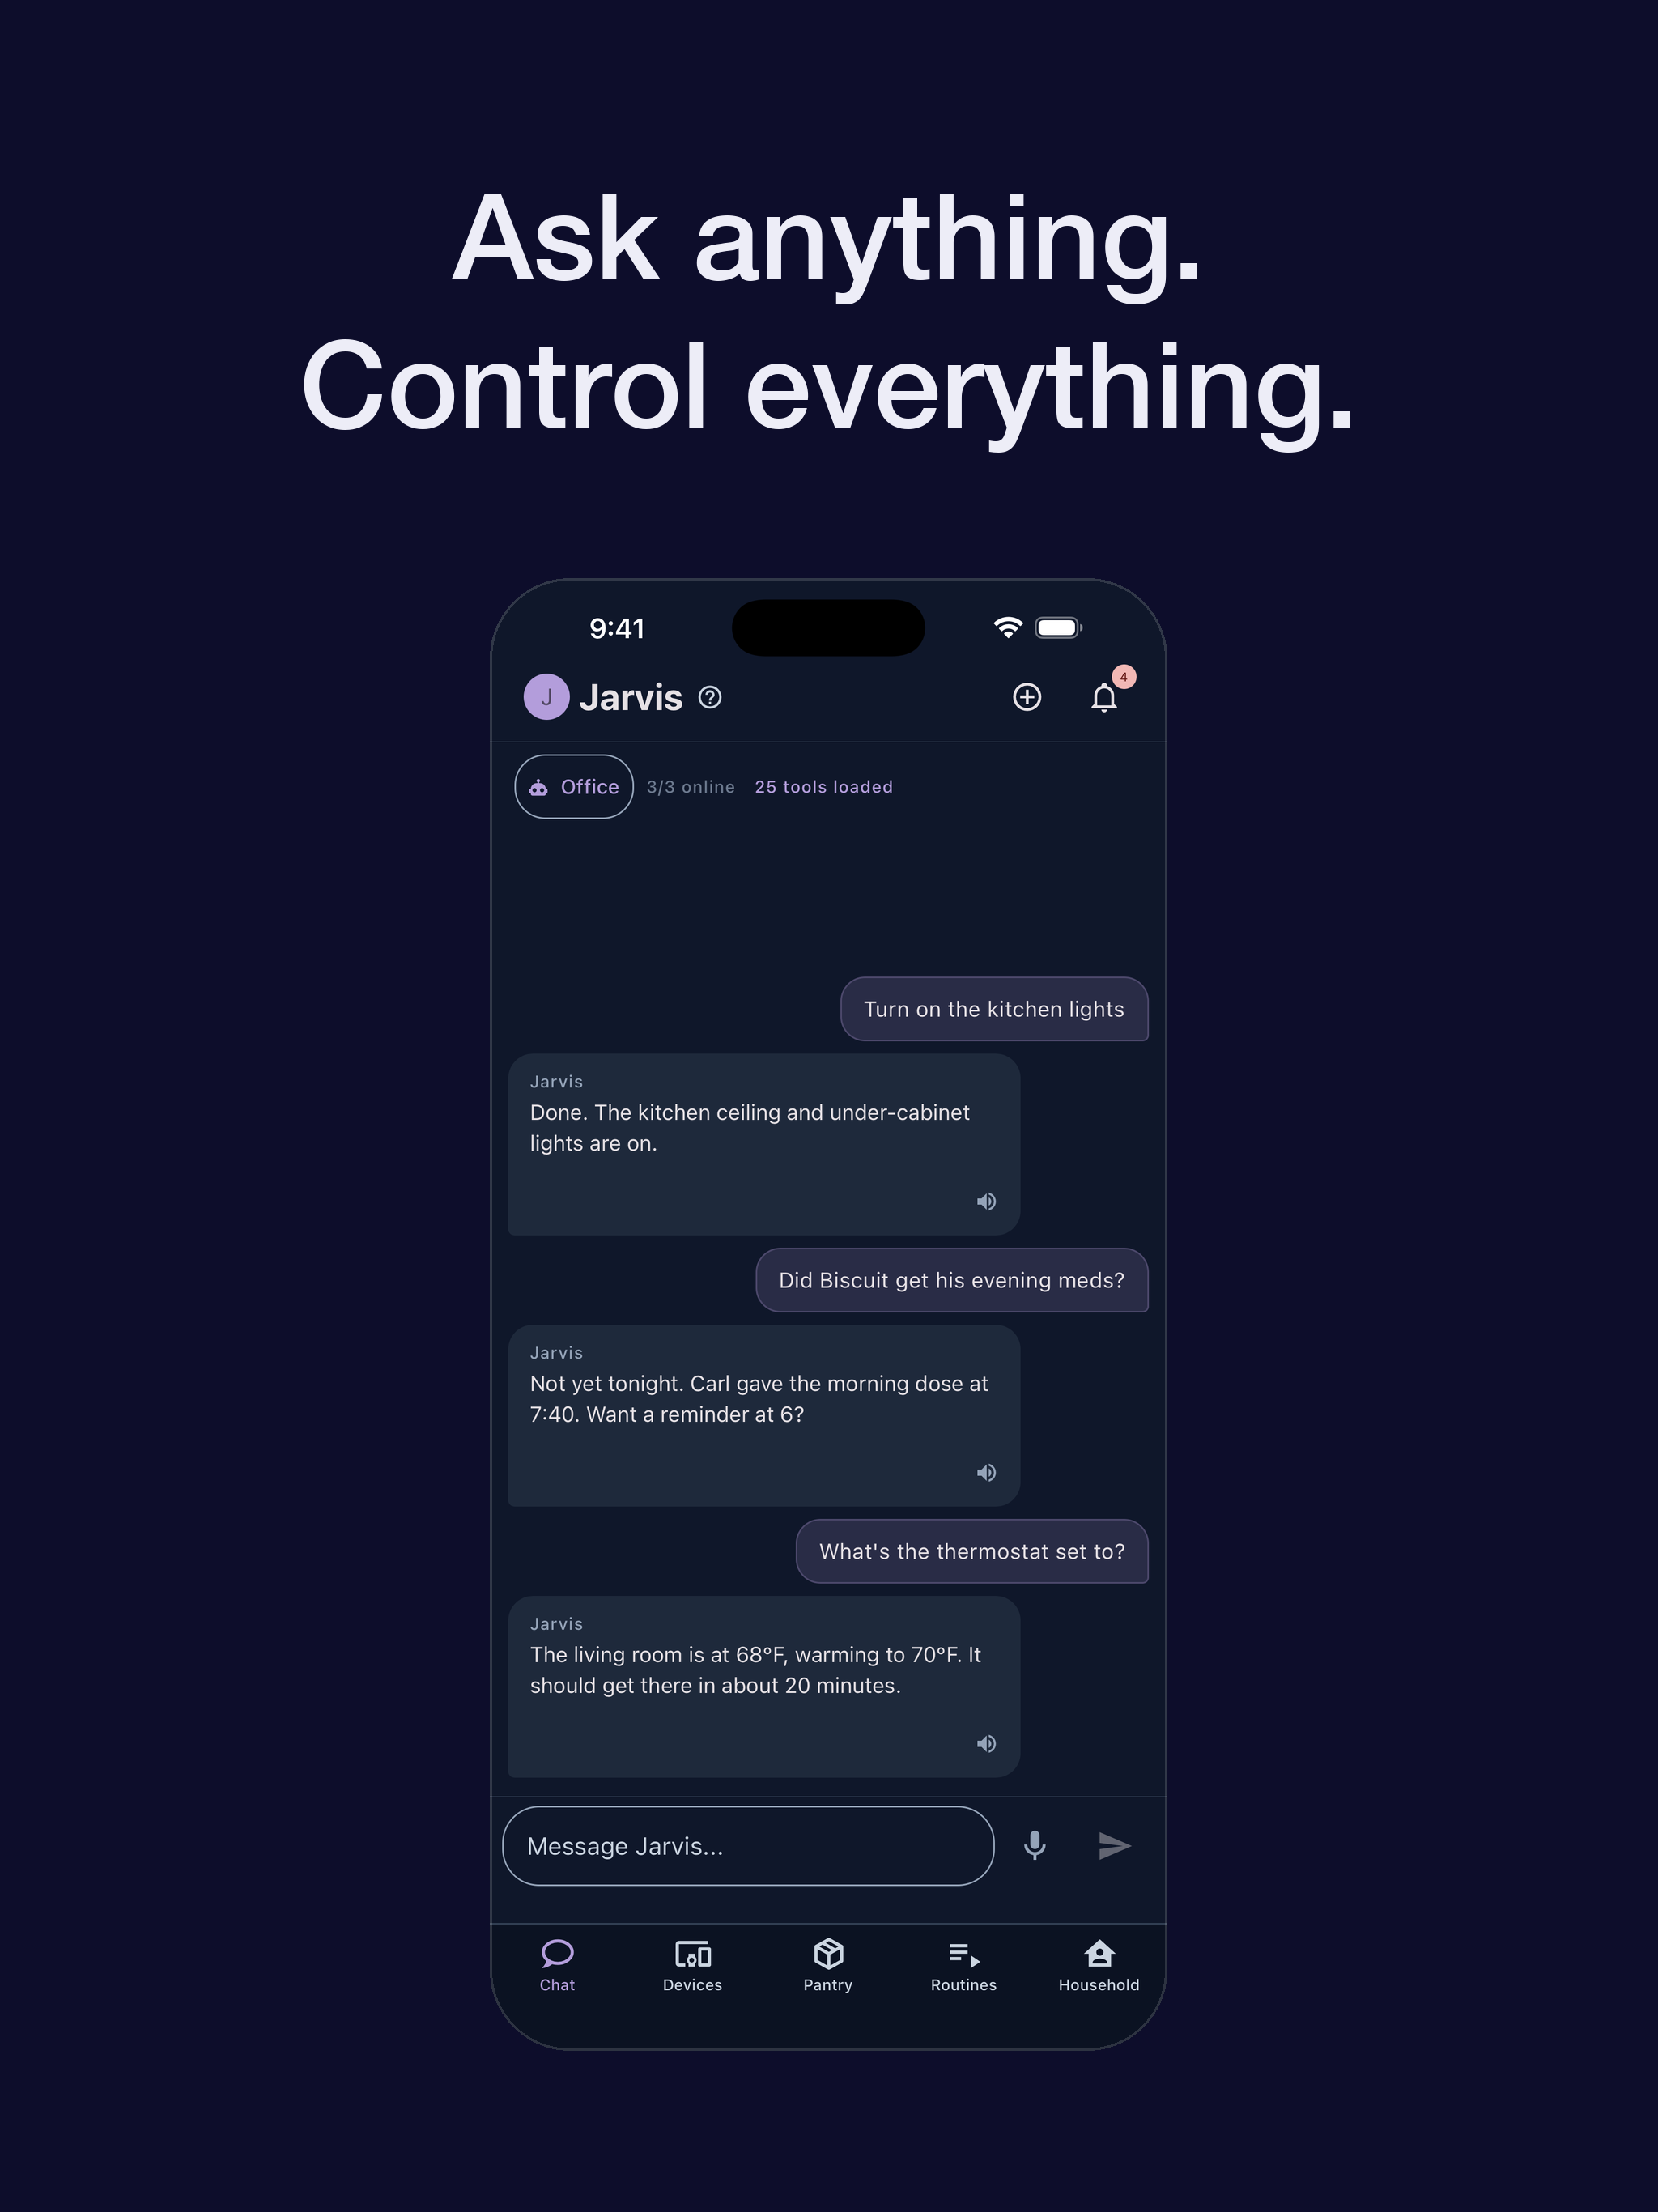 Ask anything.
Control everything.
9:41
4
J
Jarvis
Office
3/3 online
25 tools loaded
Turn on the kitchen lights
Jarvis
Done. The kitchen ceiling and under-cabinet
lights are on.
Did Biscuit get his evening meds?
Jarvis
Not yet tonight. Carl gave the morning dose at
7:40. Want a reminder at 6?
What's the thermostat set to?
Jarvis
The living room is at 68°F, warming to 70°F. It
should get there in about 20 minutes.
Message Jarvis...
Chat
Devices
Pantry
Routines
Household